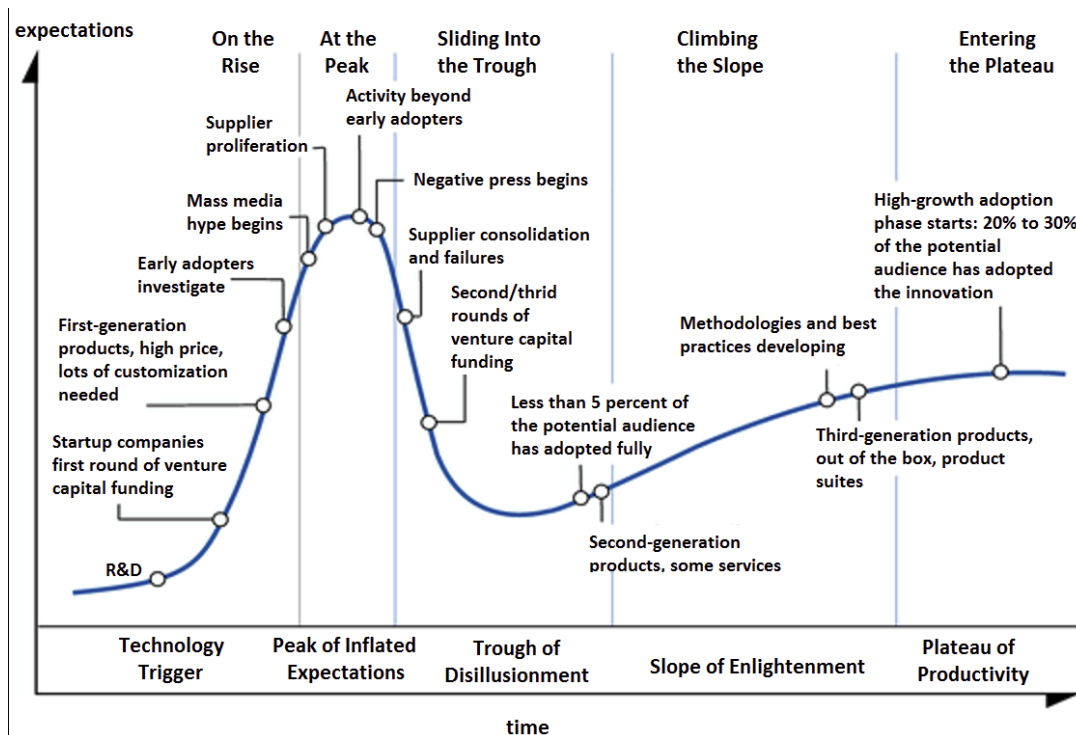 expectations
On the
Rise
At the
Peak
Sliding Into
the Trough
Climbing
the Slope
Entering
the Plateau
Activity beyond
early adopters
Supplier
proliferation
Negative press begins
Mass media
hype begins
High-growth adoption
phase starts: 20% to 30%
of the potential
audience has adopted
the innovation
Supplier consolidation
and failures
Early adopters
investigate
Second/thrid
rounds of
venture capital
funding
First-generation
products, high price,
lots of customization
needed
Methodologies and best
practices developing
Less than 5 percent of
the potential audience
has adopted fully
Startup companies
first round of venture
capital funding
Third-generation products,
out of the box, product
suites
Second-generation
products, some services
R&D
Technology
Trigger
Peak of Inflated
Expectations
Trough of
Disillusionment
Slope of Enlightenment
Plateau of
Productivity
time